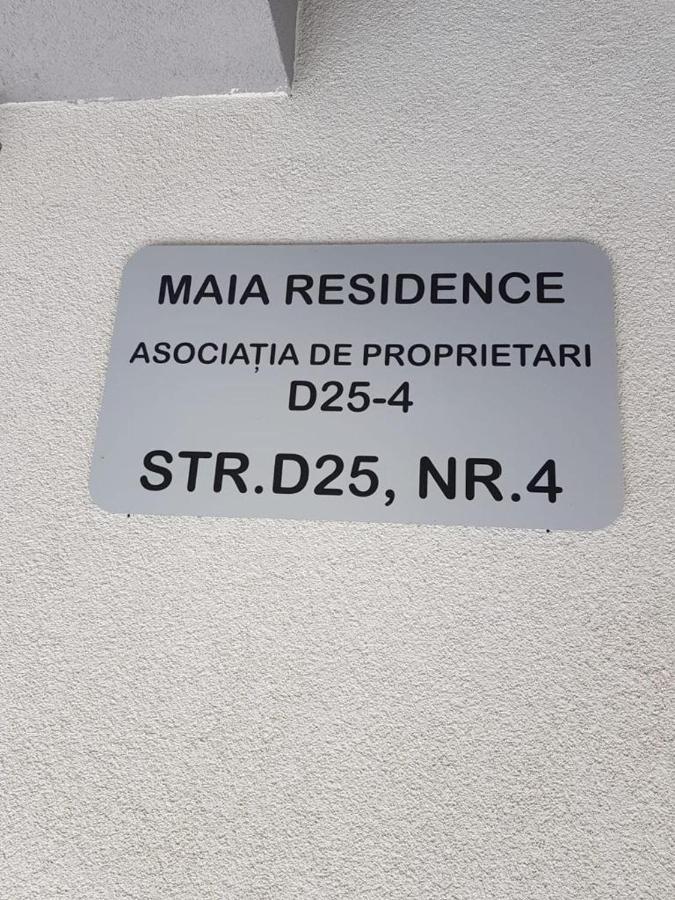 MAIA RESIDENCE
ASOCIAȚIA DE PROPRIETARI
D25-4
STR.D25, NR.4